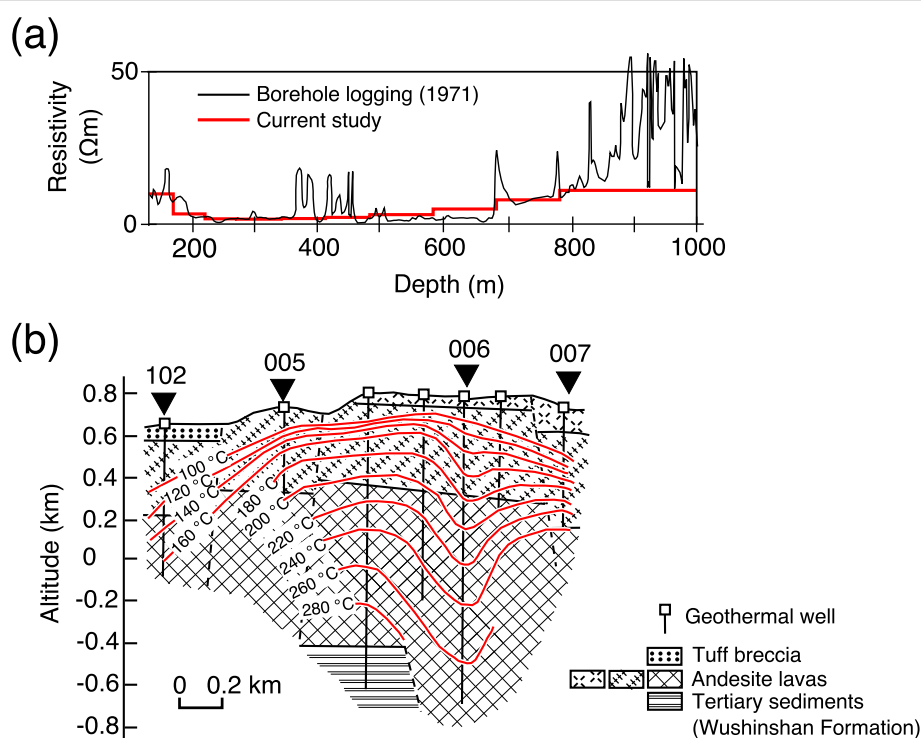 (a)
50
Borehole logging (1971)
Current study
Resistivity
(Ωm)
0
200
400
600
800
1000
Depth (m)
(b)
102
005
006
007
0.8
0.6
0.4
0.2
0
-0.2
-0.4
-0.6
-0.8
Altitude (km)
100 °C
120 °C
140 °C
160 °C
180 °C
200 °C
220 °C
240 °C
260 °C
280 °C
0 0.2 km
Geothermal well
Tuff breccia
Andesite lavas
Tertiary sediments
(Wushinshan Formation)